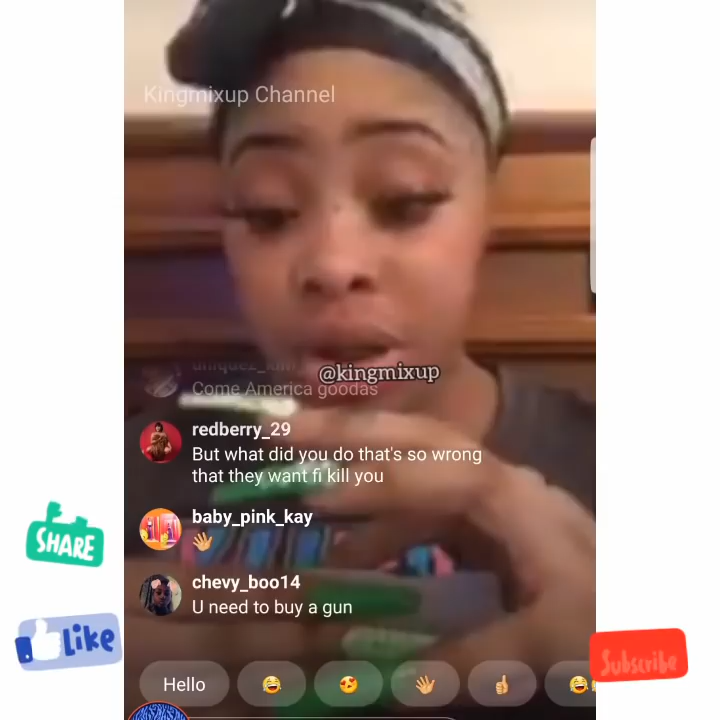 Kingmixup Channel
@kingmixup
Come America goodas
redberry_29
But what did you do that's so wrong
that they want fi kill you
baby_pink_kay
chevy_boo14
U need to buy a gun
SHARE
Like
Subscribe
Hello